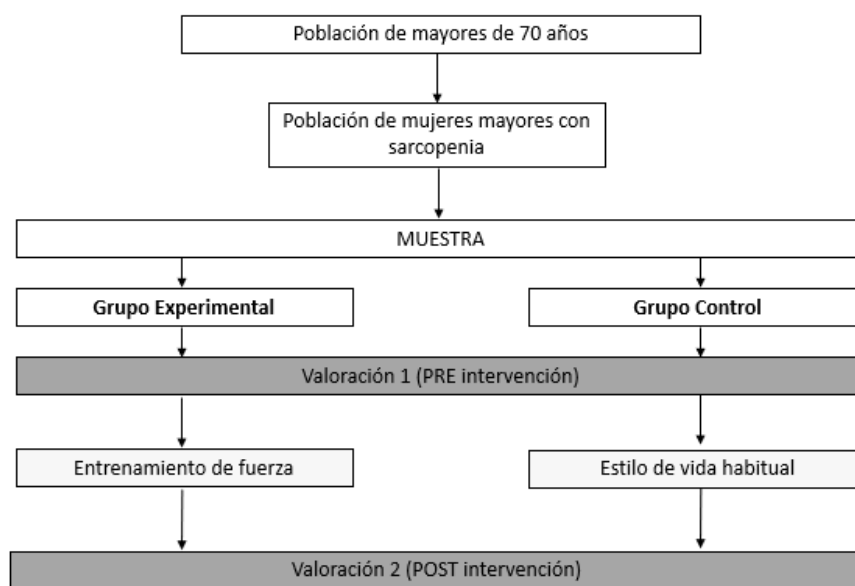 Población de mayores de 70 años
Población de mujeres mayores con
sarcopenia
MUESTRA
Grupo Experimental
Grupo Control
Valoración 1 (PRE intervención)
Entrenamiento de fuerza
Estilo de vida habitual
Valoración 2 (POST intervención)